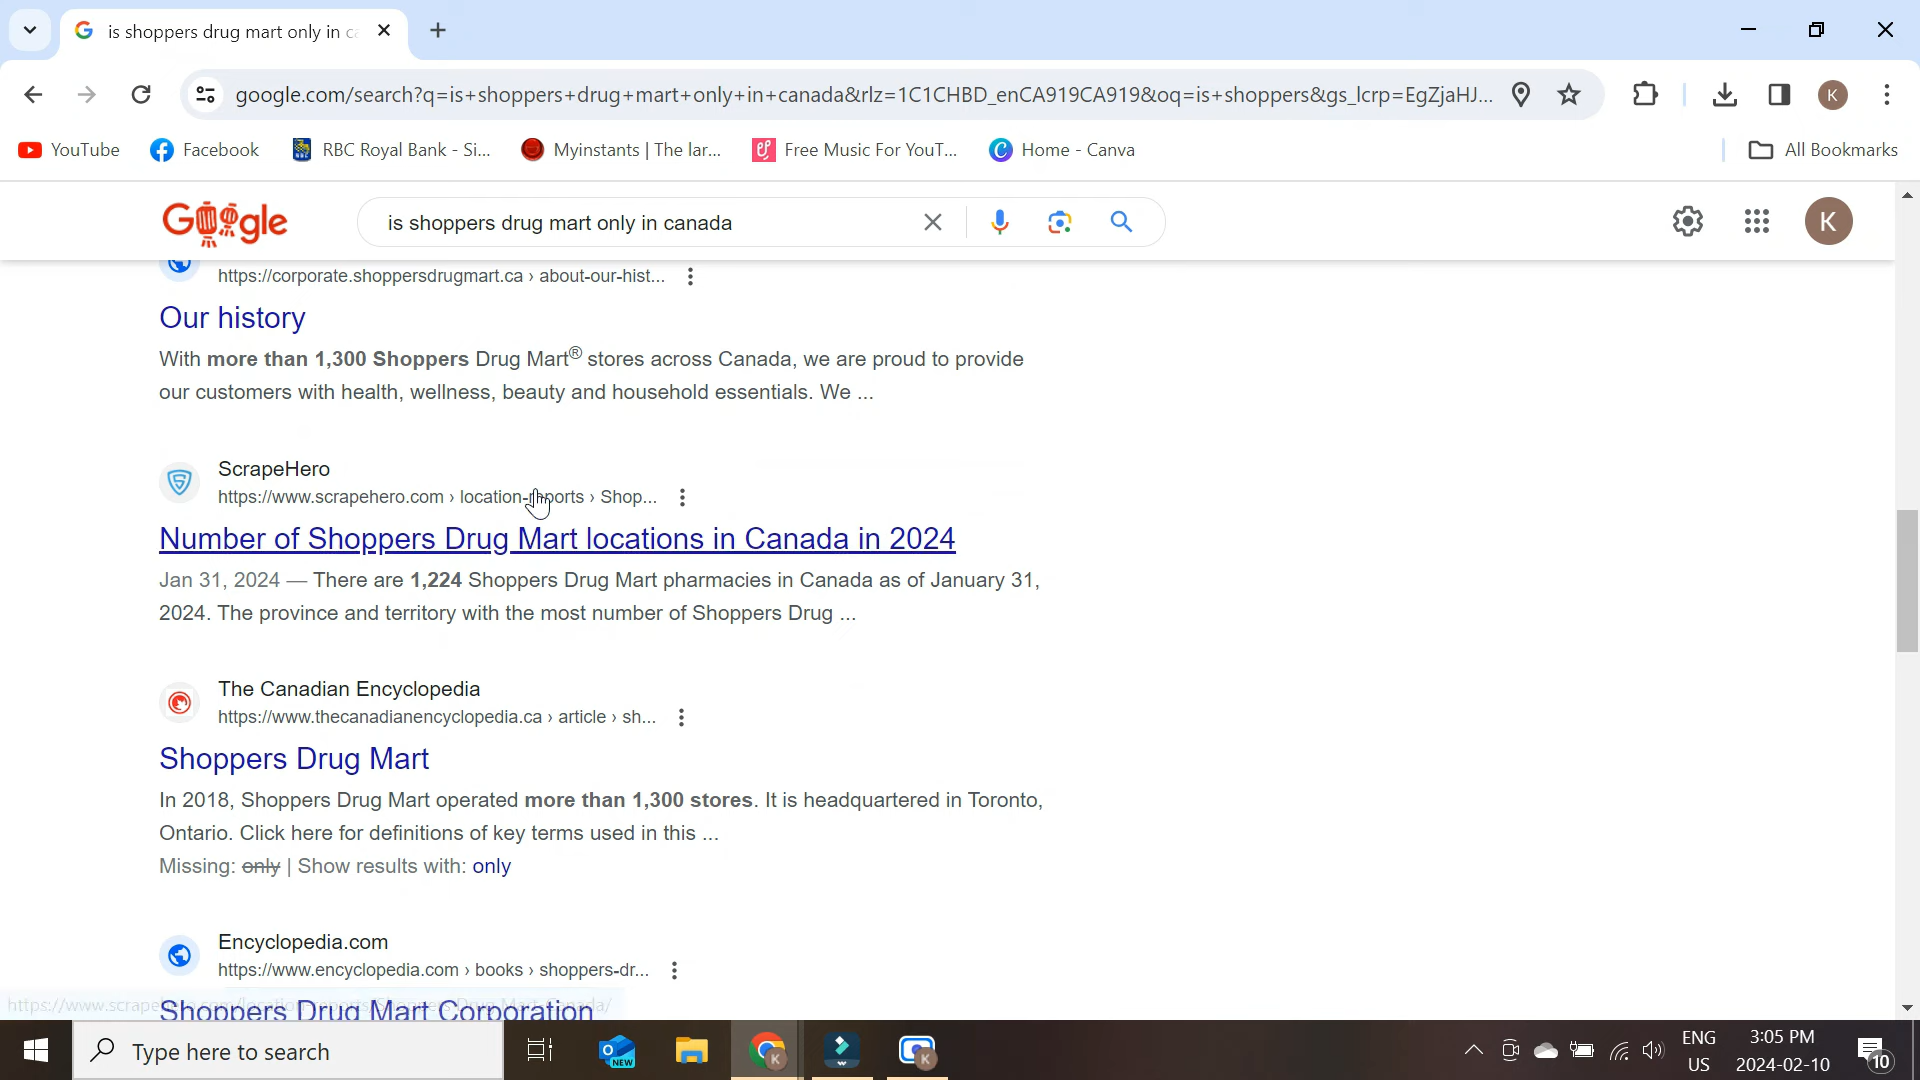 is shoppers drug mart only in ca
google.com/search?q=is+shoppers+drug+mart+only+in+canada&rlz=1C1CHBD_enCA919CA919&oq=is+shoppers&gs_lcrp=EgZjaHJ... K
YouTube Facebook RBC Royal Bank - Si... Myinstants | The lar... Free Music For YouT... Home - Canva All Bookmarks
Google is shoppers drug mart only in canada K
https://corporate.shoppersdrugmart.ca › about-our-hist...
Our history
With more than 1,300 Shoppers Drug Mart® stores across Canada, we are proud to provide
our customers with health, wellness, beauty and household essentials. We ...
ScrapeHero
https://www.scrapehero.com › location-reports › Shop...
Number of Shoppers Drug Mart locations in Canada in 2024
Jan 31, 2024 — There are 1,224 Shoppers Drug Mart pharmacies in Canada as of January 31,
2024. The province and territory with the most number of Shoppers Drug ...
The Canadian Encyclopedia
https://www.thecanadianencyclopedia.ca › article › sh...
Shoppers Drug Mart
In 2018, Shoppers Drug Mart operated more than 1,300 stores. It is headquartered in Toronto,
Ontario. Click here for definitions of key terms used in this ...
Missing: only | Show results with: only
Encyclopedia.com
https://www.encyclopedia.com › books › shoppers-dr...
Shoppers Drug Mart Corporation
Type here to search
NEW
K
K
ENG
US
3:05 PM
2024-02-10
10